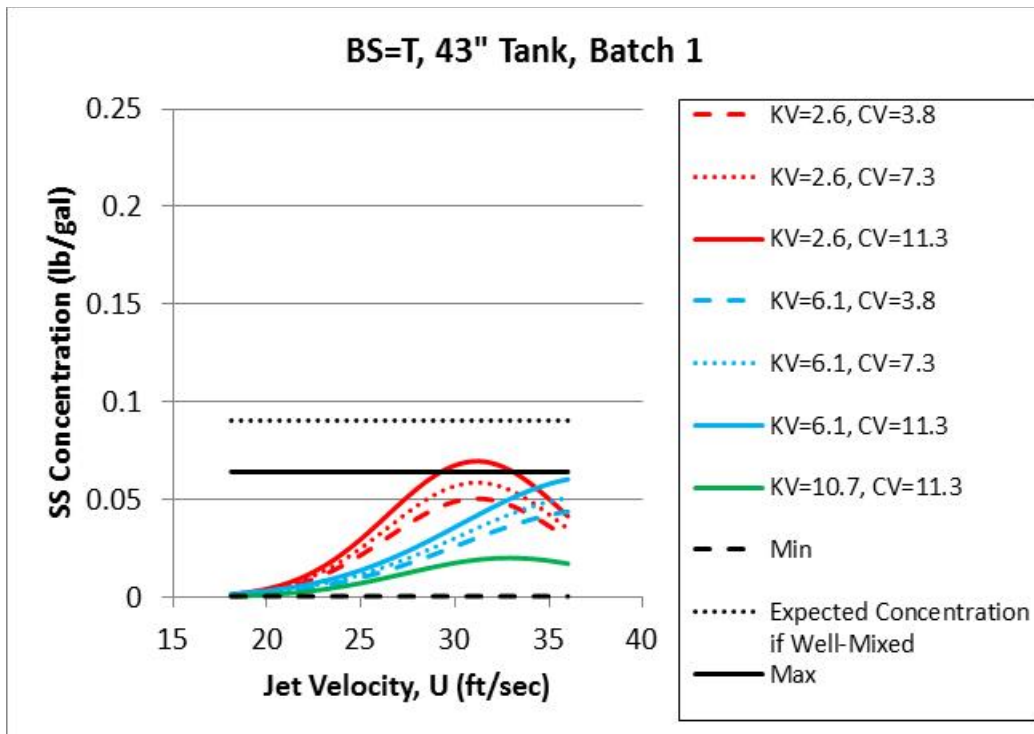 BS=T, 43" Tank, Batch 1
SS Concentration (lb/gal)
0.25
0.2
0.15
0.1
0.05
0
15
20
25
30
35
40
Jet Velocity, U (ft/sec)
KV=2.6, CV=3.8
KV=2.6, CV=7.3
KV=2.6, CV=11.3
KV=6.1, CV=3.8
KV=6.1, CV=7.3
KV=6.1, CV=11.3
KV=10.7, CV=11.3
Min
Expected Concentration
if Well-Mixed
Max